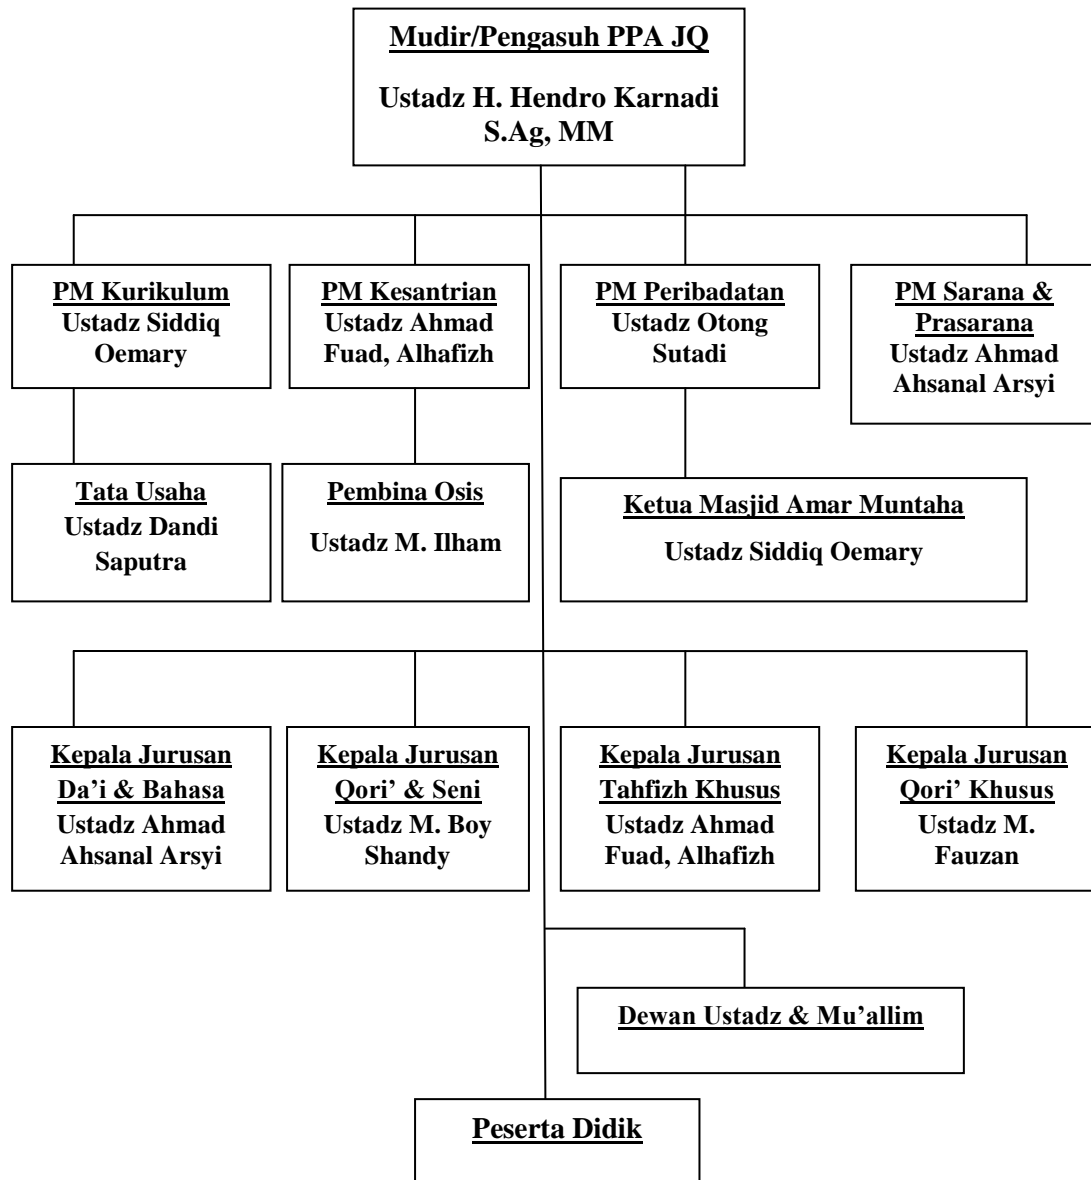 Mudir/Pengasuh PPA JQ
Ustadz H. Hendro Karnadi
S.Ag, MM
PM Kurikulum
Ustadz Siddiq
Oemary
PM Kesantrian
Ustadz Ahmad
Fuad, Alhafizh
PM Peribadatan
Ustadz Otong
Sutadi
PM Sarana &
Prasarana
Ustadz Ahmad
Ahsanal Arsyi
Tata Usaha
Ustadz Dandi
Saputra
Pembina Osis
Ustadz M. Ilham
Ketua Masjid Amar Muntaha
Ustadz Siddiq Oemary
Kepala Jurusan
Da’i & Bahasa
Ustadz Ahmad
Ahsanal Arsyi
Kepala Jurusan
Qori’ & Seni
Ustadz M. Boy
Shandy
Kepala Jurusan
Tahfizh Khusus
Ustadz Ahmad
Fuad, Alhafizh
Kepala Jurusan
Qori’ Khusus
Ustadz M.
Fauzan
Dewan Ustadz & Mu’allim
Peserta Didik